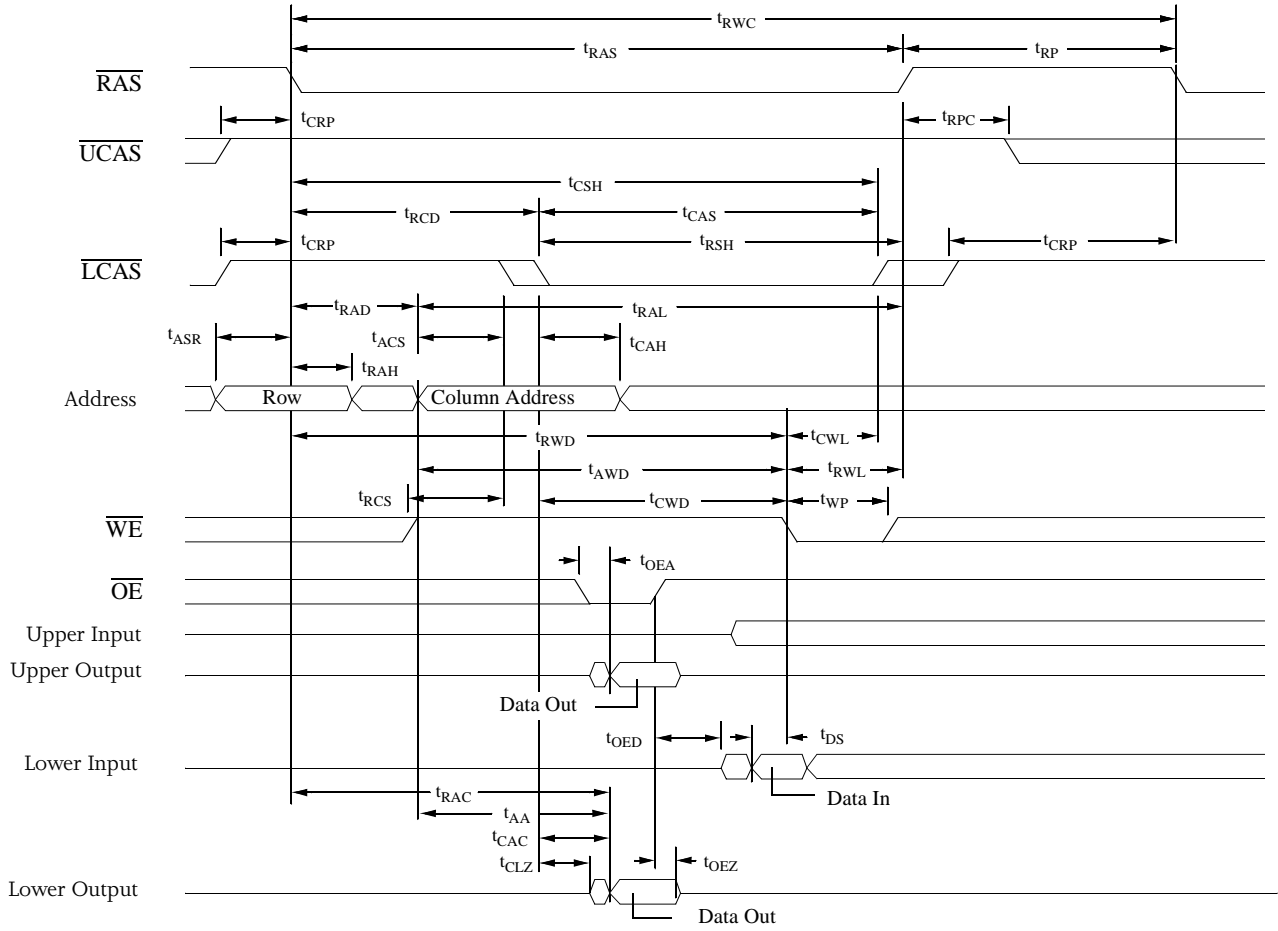 tRWC
tRAS tRP
RAS
tCRP tRPC
UCAS
tCSH
tRCD tCAS
tCRP tRSH tCRP
LCAS
tRAD tRAL
tASR tACS tCAH
tRAH
Address Row Column Address
tRWD tCWL
tAWD tRWL
tRCS tCWD tWP
WE
tOEA
OE
Upper Input
Upper Output
Data Out
tOED tDS
Lower Input
tRAC Data In
tAA
tCAC
tCLZ tOEZ
Lower Output
Data Out